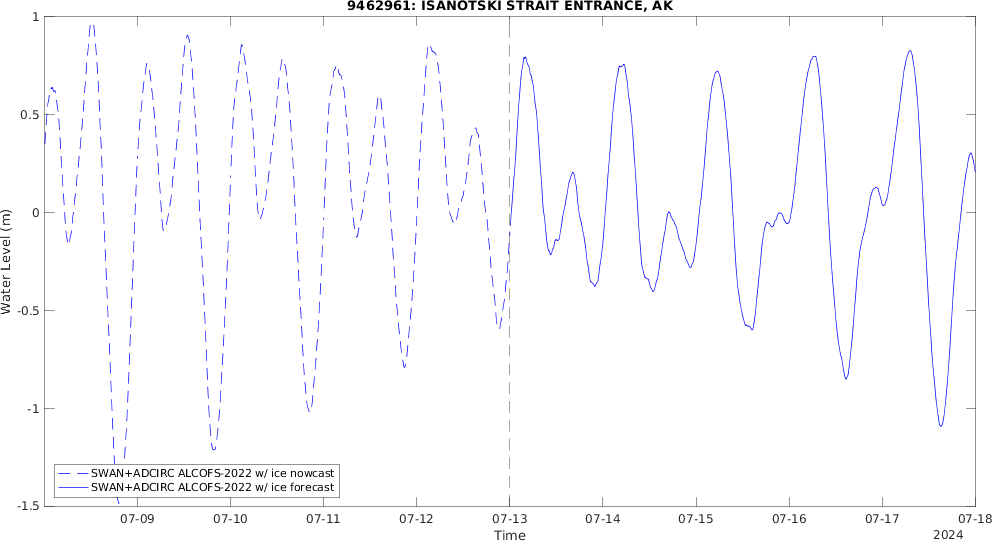 9462961: ISANOTSKI STRAIT ENTRANCE, AK
Water Level (m)
1
0.5
0
-0.5
-1
-1.5
SWAN+ADCIRC ALCOFS-2022 w/ ice nowcast
SWAN+ADCIRC ALCOFS-2022 w/ ice forecast
07-09 07-10 07-11 07-12 07-13 07-14 07-15 07-16 07-17 07-18
Time
2024